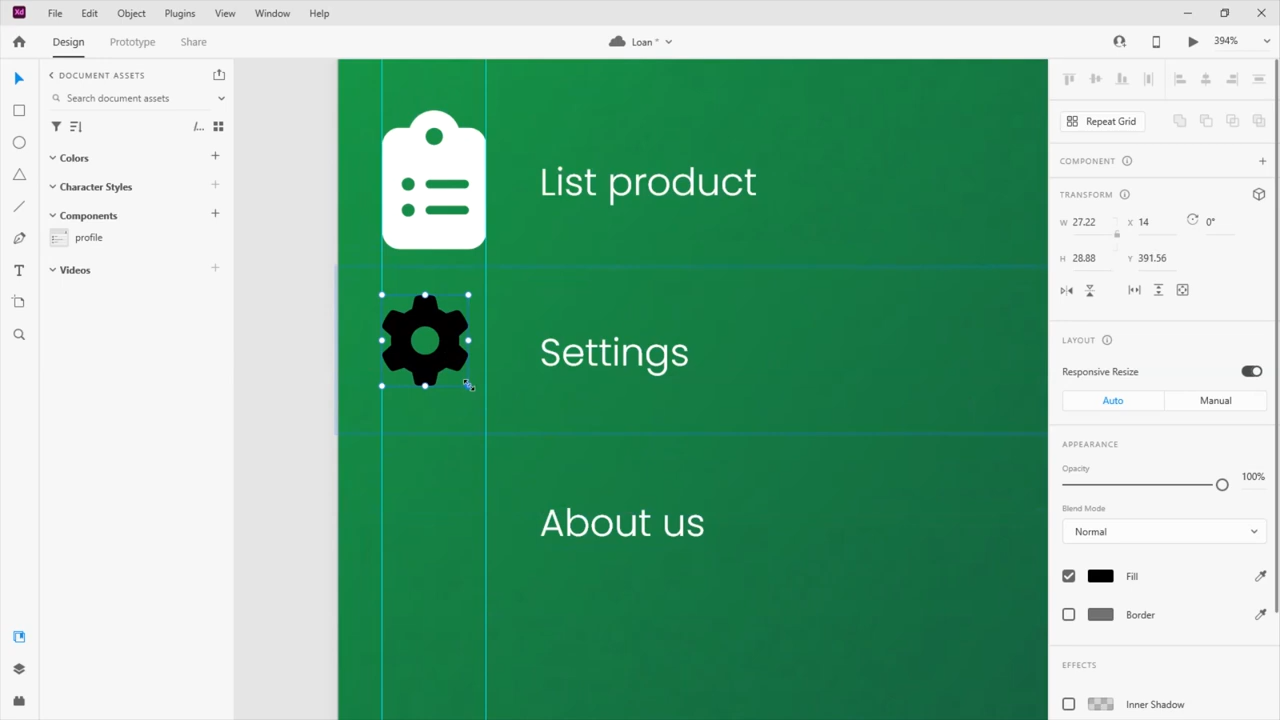 Xd File Edit Object Plugins View Window Help
Design Prototype Share Loan * 394%
DOCUMENT ASSETS
Search document assets
Colors
Character Styles
Components
profile
Videos
List product
Settings
About us
Repeat Grid
COMPONENT
TRANSFORM
W 27.22 X 14 0°
H 28.88 Y 391.56
LAYOUT
Responsive Resize
Auto Manual
APPEARANCE
Opacity
100%
Blend Mode
Normal
Fill
Border
EFFECTS
Inner Shadow